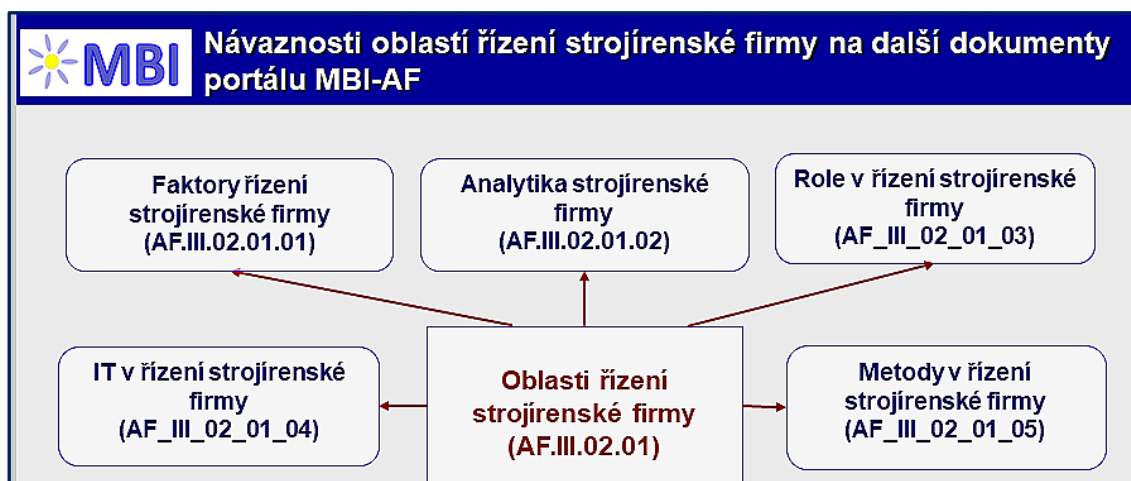 MBI
Návaznosti oblastí řízení strojírenské firmy na další dokumenty
portálu MBI-AF
Faktory řízení
strojírenské firmy
(AF.III.02.01.01)
Analytika strojírenské
firmy
(AF.III.02.01.02)
Role v řízení strojírenské
firmy
(AF_III_02_01_03)
IT v řízení strojírenské
firmy
(AF_III_02_01_04)
Oblasti řízení
strojírenské firmy
(AF.III.02.01)
Metody v řízení
strojírenské firmy
(AF_III_02_01_05)